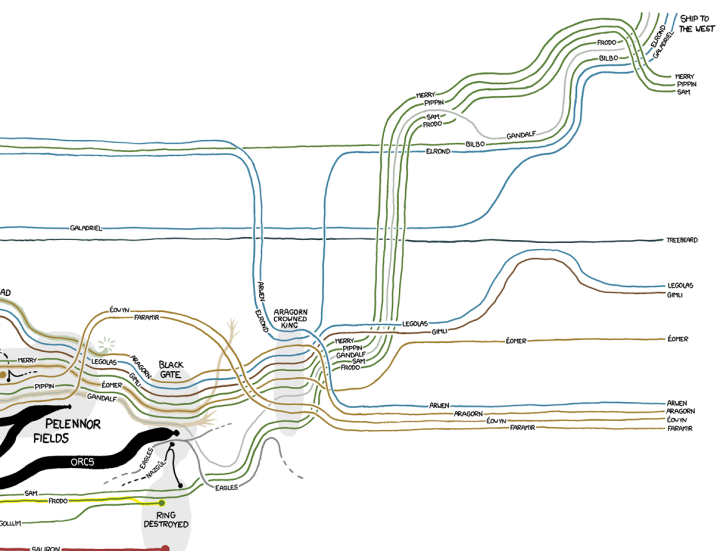 SHIP TO
THE WEST
ELROND
GALADRIEL
FRODO
BILBO
MERRY
PIPPIN
SAM
MERRY
PIPPIN
SAM
FRODO
GANDALF
BILBO
ELROND
GALADRIEL
TREEBEARD
LEGOLAS
GIMLI
ARWEN
ELROND
ARAGORN
CROWNED
KING
LEGOLAS
GIMLI
ÉOMER
ÉOMER
MERRY
PIPPIN
GANDALF
SAM
FRODO
AD
ÉOWYN
FARAMIR
MERRY
LEGOLAS
ARAGORN
GIMLI
BLACK
GATE
PIPPIN
ÉOMER
GANDALF
PELENNOR
FIELDS
ARWEN
ARAGORN
ÉOWYN
FARAMIR
ARWEN
ARAGORN
ÉOWYN
FARAMIR
ORCS
EAGLES
NAZGÛL
EAGLES
SAM
FRODO
GOLLUM
RING
DESTROYED
SAURON